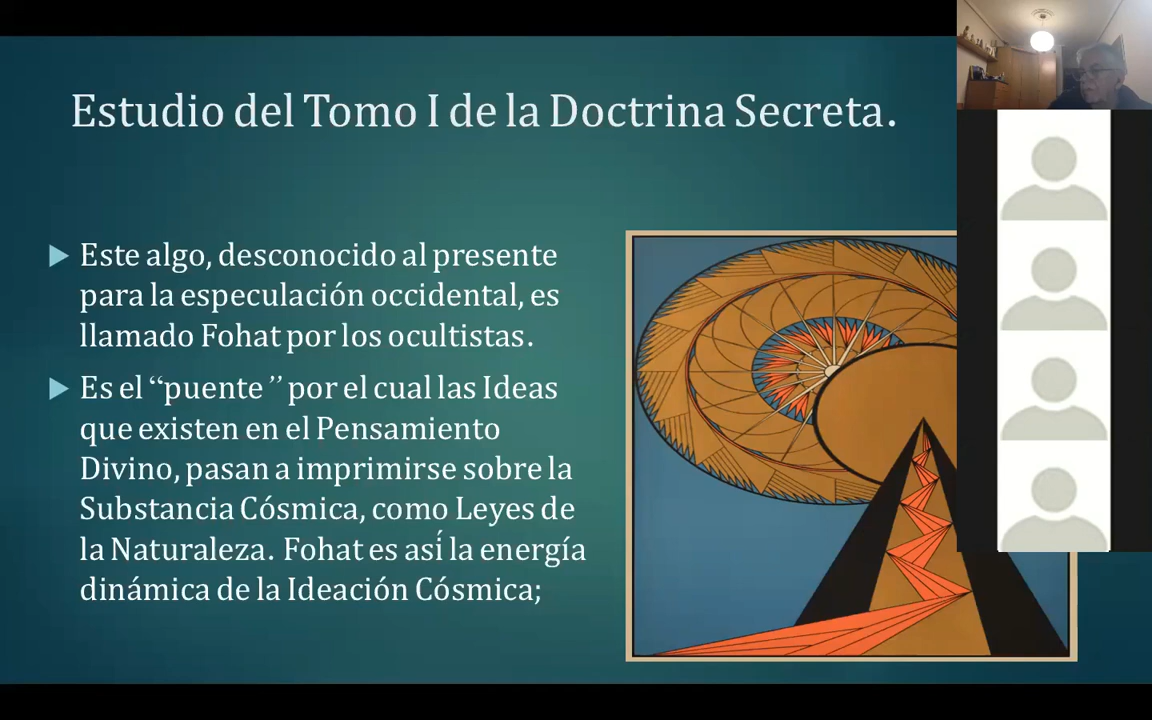 Estudio del Tomo I de la Doctrina Secreta.
Este algo, desconocido al presente
para la especulación occidental, es
llamado Fohat por los ocultistas.
Es el “puente” por el cual las Ideas
que existen en el Pensamiento
Divino, pasan a imprimirse sobre la
Substancia Cósmica, como Leyes de
la Naturaleza. Fohat es así la energía
dinámica de la Ideación Cósmica;